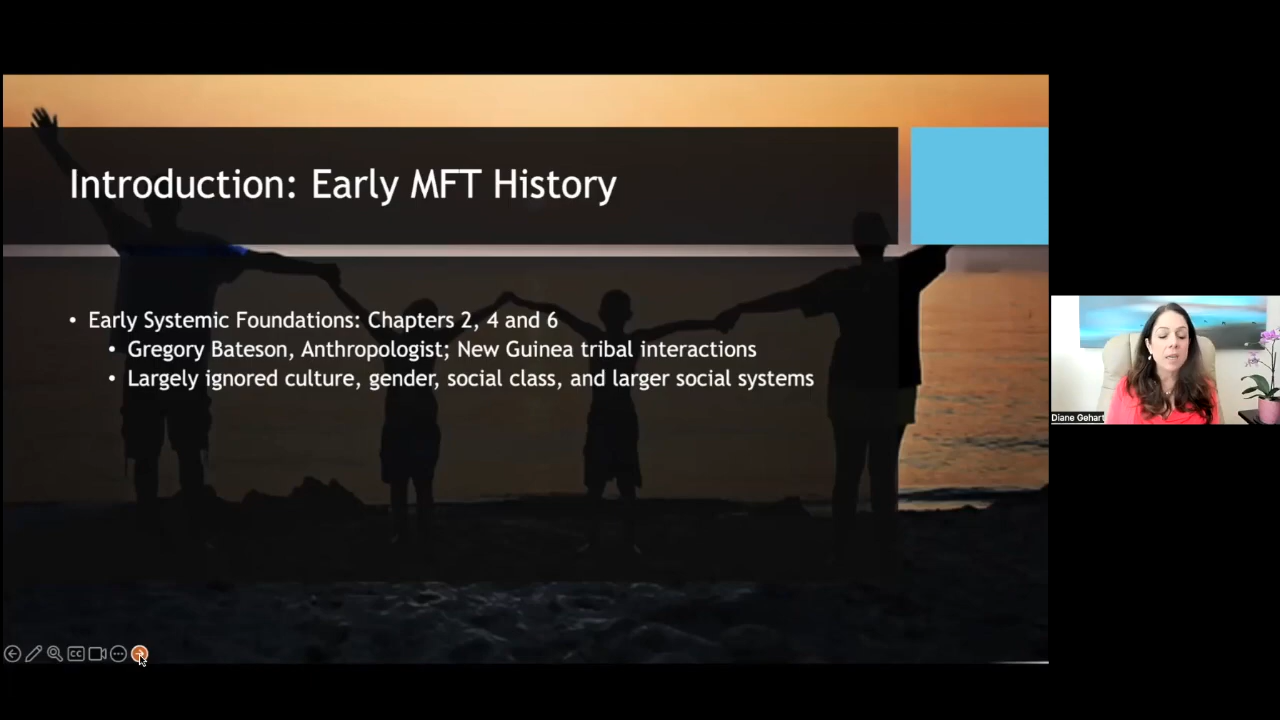 Introduction: Early MFT History
• Early Systemic Foundations: Chapters 2, 4 and 6
• Gregory Bateson, Anthropologist; New Guinea tribal interactions
• Largely ignored culture, gender, social class, and larger social systems
Diane Gehart
CC